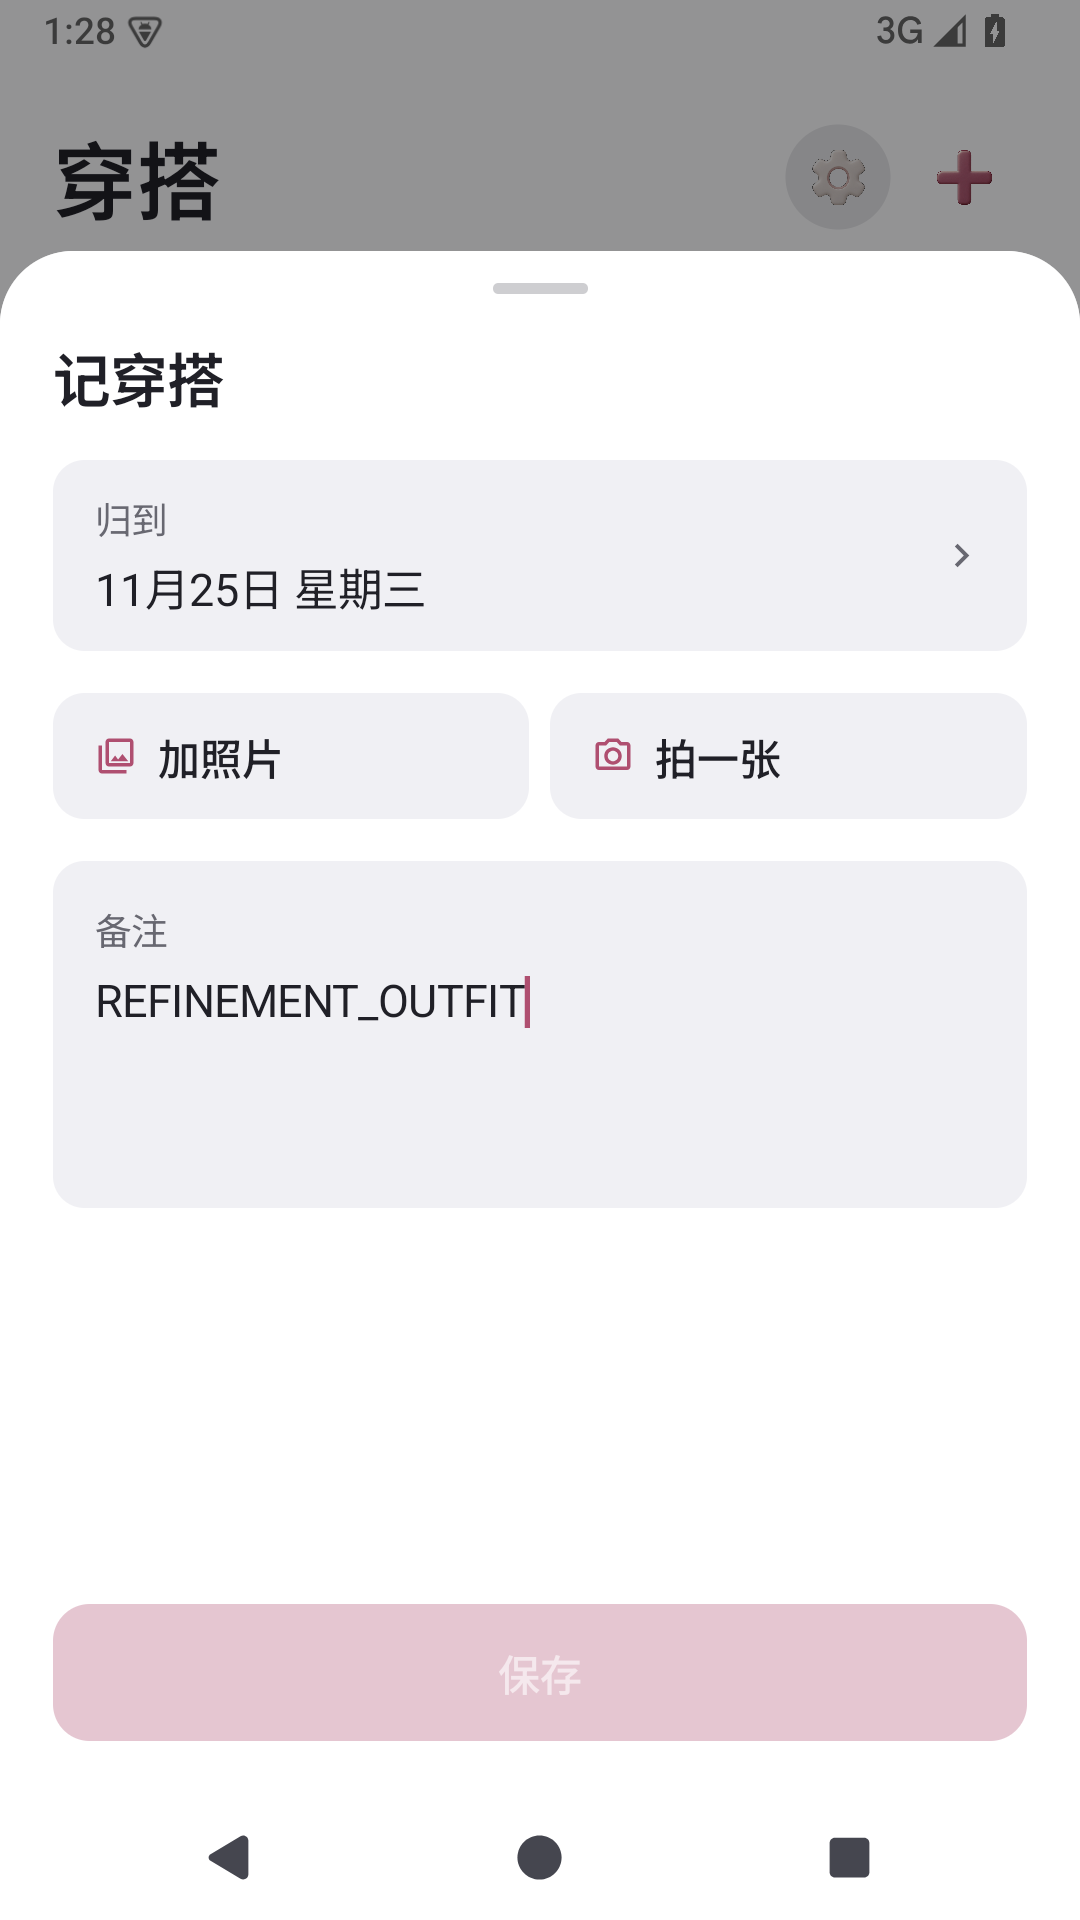 1:28
3G
穿搭
记穿搭
归到
11月25日 星期三
加照片
拍一张
备注
REFINEMENT_OUTFIT
保存